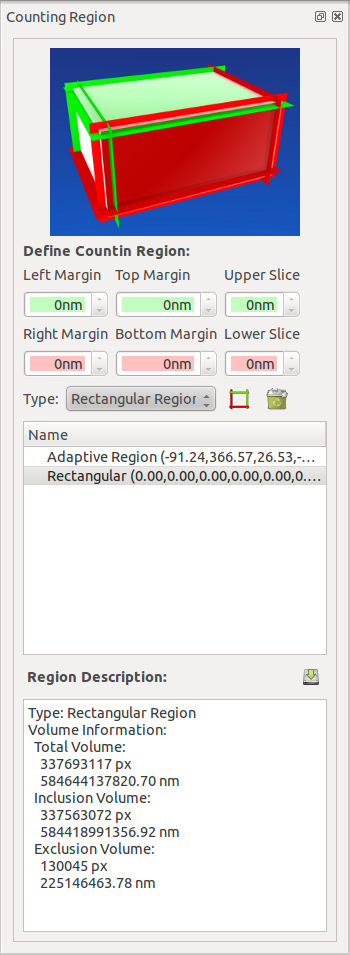 Counting Region
Define Countin Region:
Left Margin Top Margin Upper Slice
0nm 0nm 0nm
Right Margin Bottom Margin Lower Slice
0nm 0nm 0nm
Type: Rectangular Region
Name
Adaptive Region (-91.24,366.57,26.53,-...
Rectangular (0.00,0.00,0.00,0.00,0.00,0....
Region Description:
Type: Rectangular Region
Volume Information:
Total Volume:
337693117 px
584644137820.70 nm
Inclusion Volume:
337563072 px
584418991356.92 nm
Exclusion Volume:
130045 px
225146463.78 nm